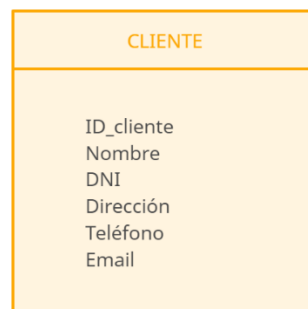 CLIENTE
ID_cliente
Nombre
DNI
Dirección
Teléfono
Email